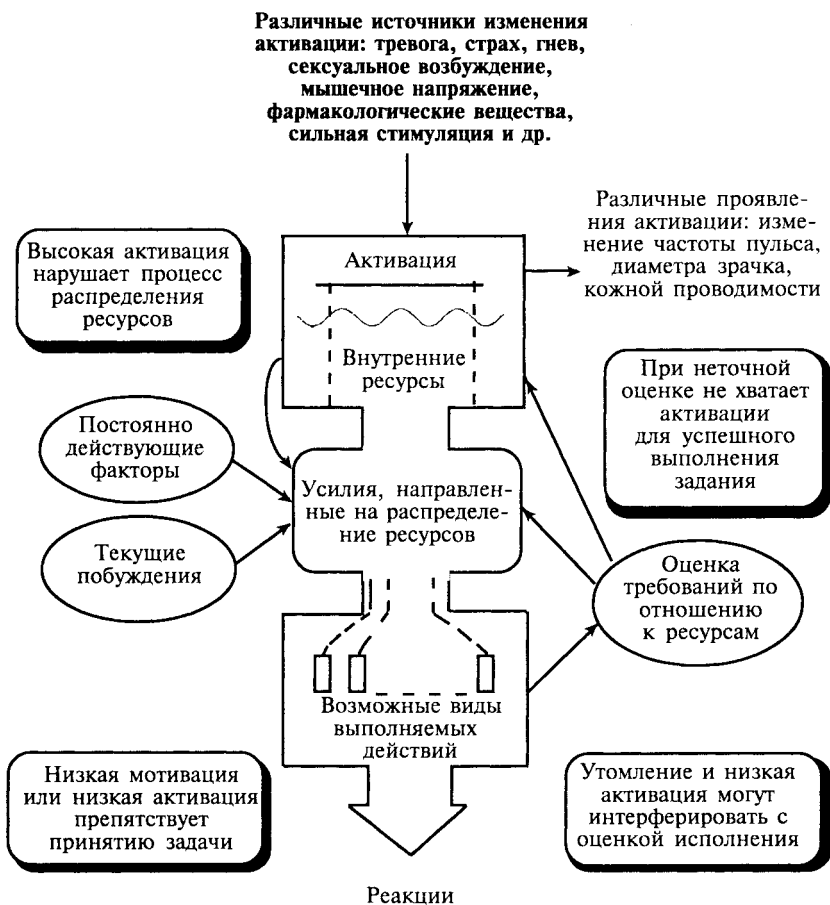 Различные источники изменения
активации: тревога, страх, гнев,
сексуальное возбуждение,
мышечное напряжение,
фармакологические вещества,
сильная стимуляция и др.
Различные проявле-
ния активации: изме-
нение частоты пульса,
диаметра зрачка,
кожной проводимости
Высокая активация
нарушает процесс
распределения
ресурсов
Активация
Внутренние
ресурсы
При неточной
оценке не хватает
активации
для успешного
выполнения
задания
Постоянно
действующие
факторы
Усилия, направлен-
ные на распределе-
ние ресурсов
Текущие
побуждения
Оценка
требований по
отношению
к ресурсам
Возможные виды
выполняемых
действий
Низкая мотивация
или низкая активация
препятствует
принятию задачи
Утомление и низкая
активация могут
интерферировать с
оценкой исполнения
Реакции